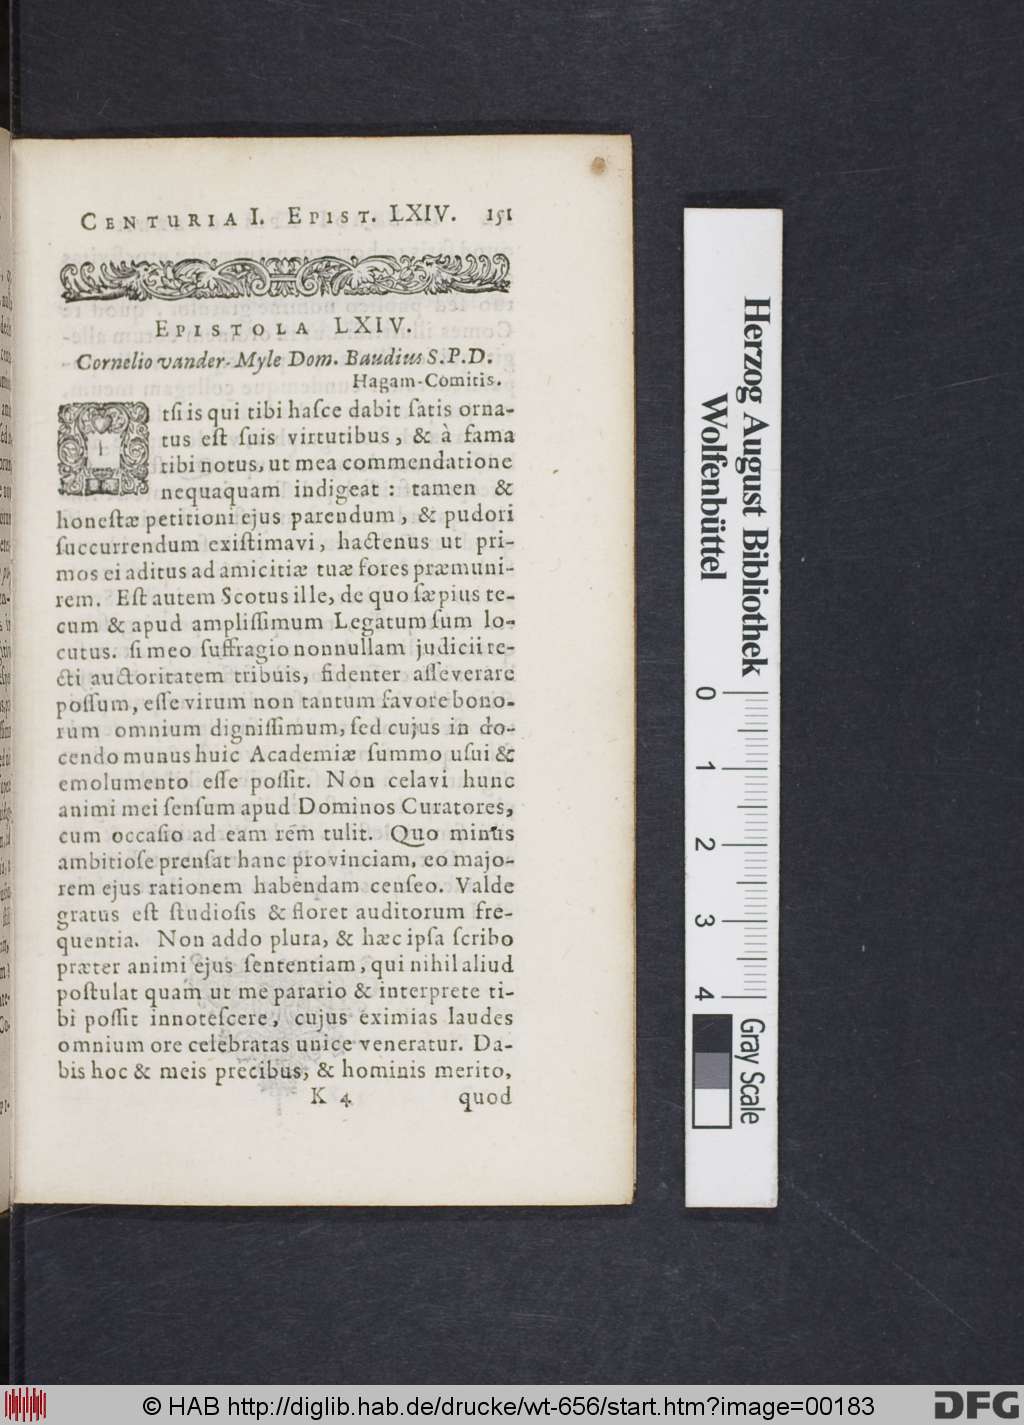 CENTURIA I. EPIST. LXIV. 151
EPISTOLA LXIV.
Cornelio vander-Myle Dom. Baudius S.P.D.
Hagam-Comitis.
tſi is qui tibi haſce dabit ſatis orna-
tus eſt ſuis virtutibus, & à fama
tibi notus, ut mea commendatione
nequaquam indigeat : tamen &
honeſtæ petitioni ejus parendum, & pudori
ſuccurrendum exiſtimavi, hactenus ut pri-
mos ei aditus ad amicitiæ tuæ fores præmuni-
rem. Eſt autem Scotus ille, de quo ſæpius te-
cum & apud ampliſſimum Legatum ſum lo-
cutus. ſi meo ſuffragio nonnullam judicii re-
cti auctoritatem tribuis, fidenter aſſeverare
poſſum, eſſe virum non tantum favore bono-
rum omnium digniſſimum, ſed cujus in do-
cendo munus huic Academiæ ſummo uſui &
emolumento eſſe poſſit. Non celavi hunc
animi mei ſenſum apud Dominos Curatores,
cum occaſio ad eam rem tulit. Quo minus
ambitioſe prenſat hanc provinciam, eo majo-
rem ejus rationem habendam cenſeo. Valde
gratus eſt ſtudioſis & floret auditorum fre-
quentia. Non addo plura, & hæc ipſa ſcribo
præter animi ejus ſententiam, qui nihil aliud
poſtulat quam ut me parario & interprete ti-
bi poſſit innoteſcere, cujus eximias laudes
omnium ore celebratas unice veneratur. Da-
bis hoc & meis precibus, & hominis merito,
K 4 quod
Herzog August Bibliothek
Wolfenbüttel
0 1 2 3 4
Gray Scale
© HAB http://diglib.hab.de/drucke/wt-656/start.htm?image=00183
DFG